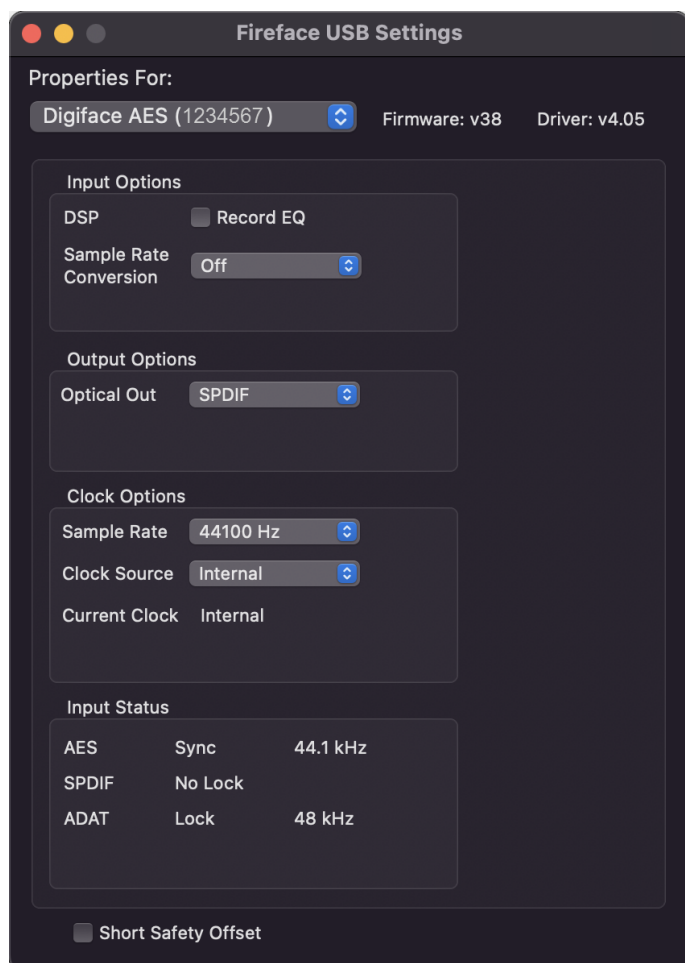 Fireface USB Settings
Properties For:
Digiface AES (1234567) Firmware: v38 Driver: v4.05
Input Options
DSP Record EQ
Sample Rate
Conversion Off
Output Options
Optical Out SPDIF
Clock Options
Sample Rate 44100 Hz
Clock Source Internal
Current Clock Internal
Input Status
AES Sync 44.1 kHz
SPDIF No Lock
ADAT Lock 48 kHz
Short Safety Offset